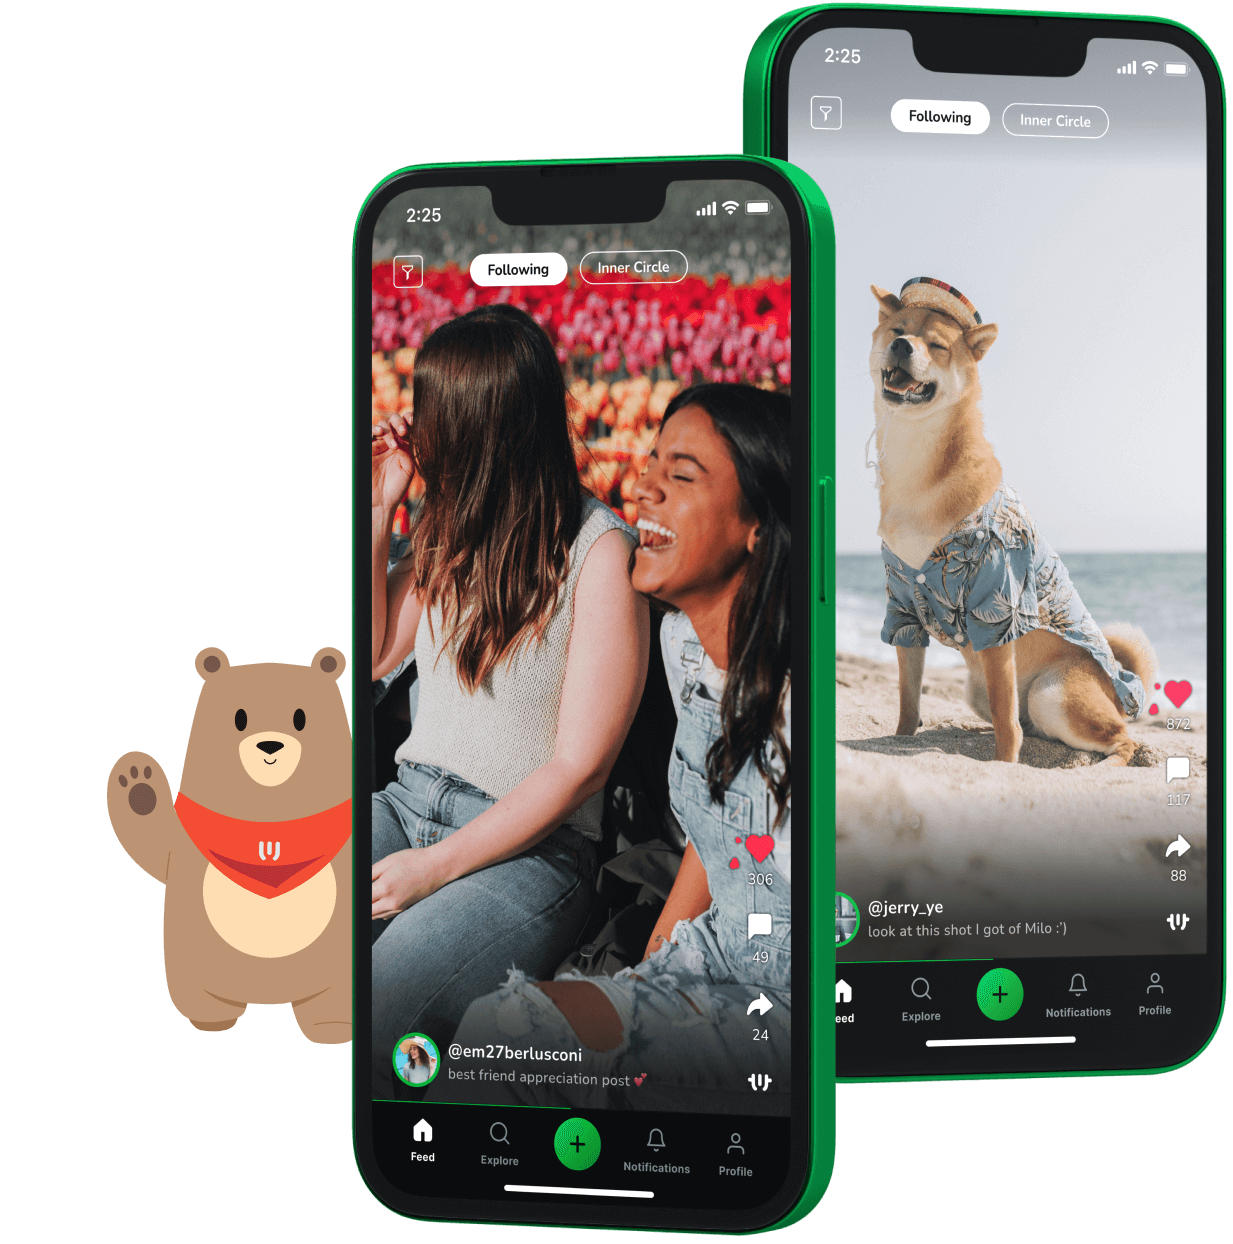 2:25
Following
Inner Circle
306
49
24
@em27berlusconi
best friend appreciation post 💕
Feed
Explore
Notifications
Profile
2:25
Following
Inner Circle
872
117
88
@jerry_ye
look at this shot I got of Milo :')
eed
Explore
Notifications
Profile